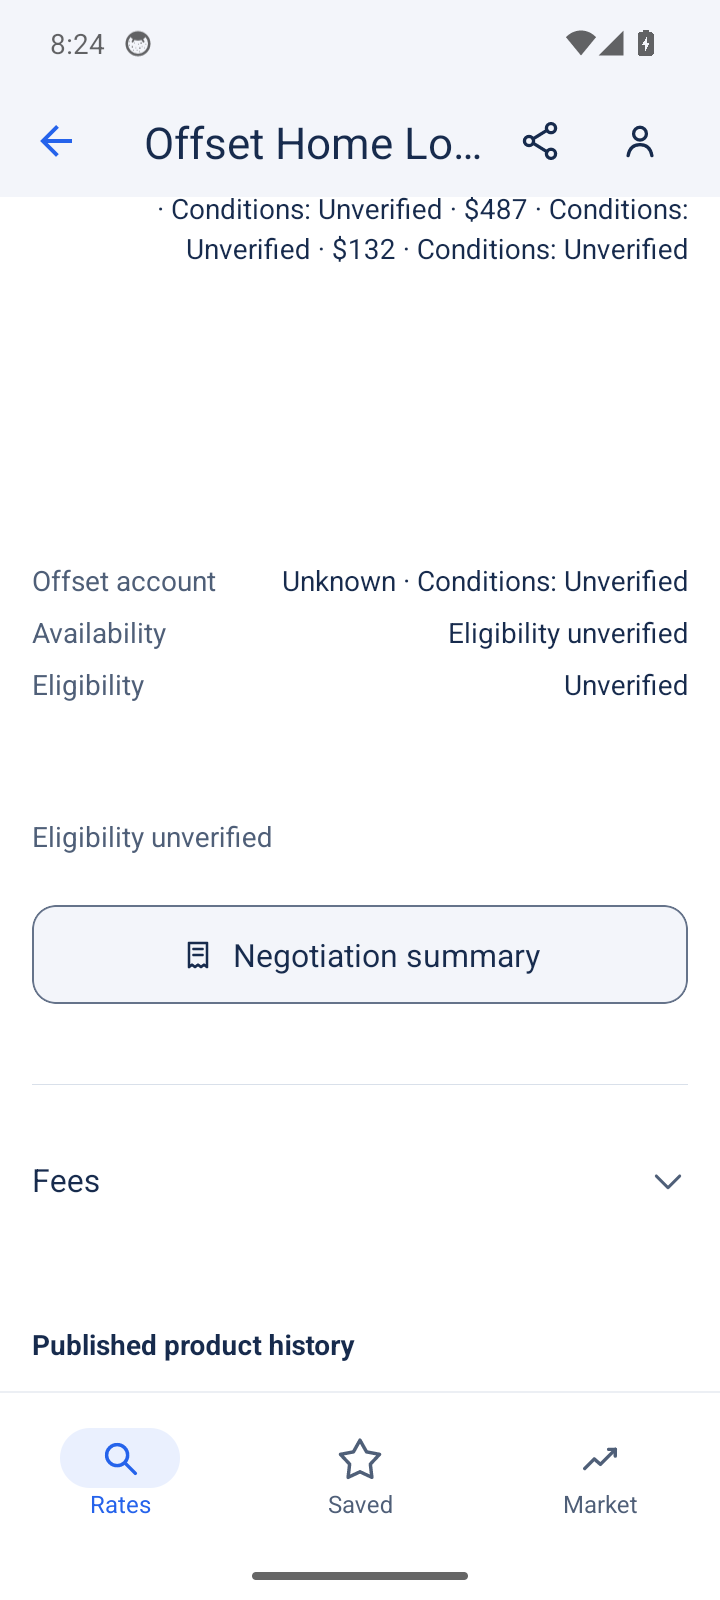 8:24
Offset Home Lo...
· Conditions: Unverified · $487 · Conditions:
Unverified · $132 · Conditions: Unverified
Offset account Unknown · Conditions: Unverified
Availability Eligibility unverified
Eligibility Unverified
Eligibility unverified
Negotiation summary
Fees
Published product history
Rates Saved Market